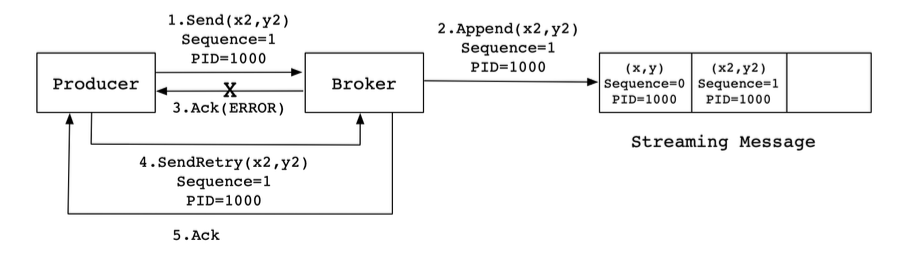 1.Send(x2,y2)
Sequence=1
PID=1000
2.Append(x2,y2)
Sequence=1
PID=1000
Producer
X
3.Ack(ERROR)
Broker
(x,y)
Sequence=0
PID=1000
(x2,y2)
Sequence=1
PID=1000
Streaming Message
4.SendRetry(x2,y2)
Sequence=1
PID=1000
5.Ack